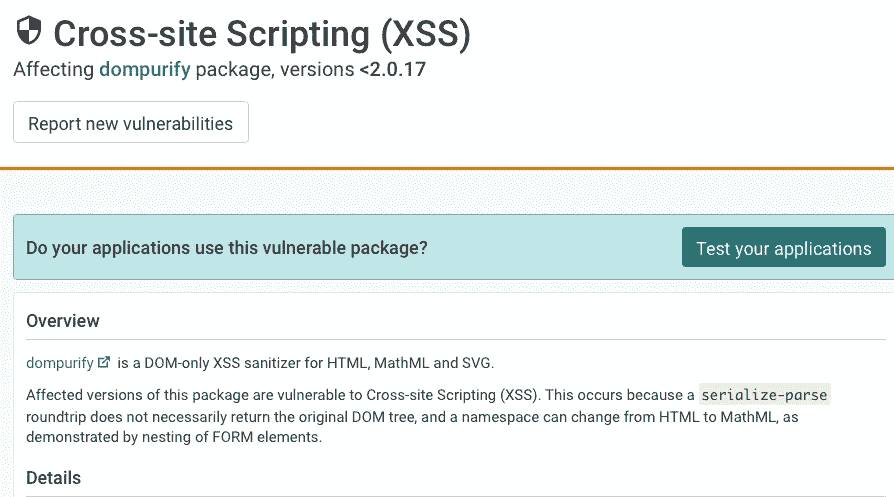 Cross-site Scripting (XSS)
Affecting dompurify package, versions <2.0.17
Report new vulnerabilities
Do your applications use this vulnerable package?
Test your applications
Overview
dompurify is a DOM-only XSS sanitizer for HTML, MathML and SVG.
Affected versions of this package are vulnerable to Cross-site Scripting (XSS). This occurs because a serialize-parse
roundtrip does not necessarily return the original DOM tree, and a namespace can change from HTML to MathML, as
demonstrated by nesting of FORM elements.
Details